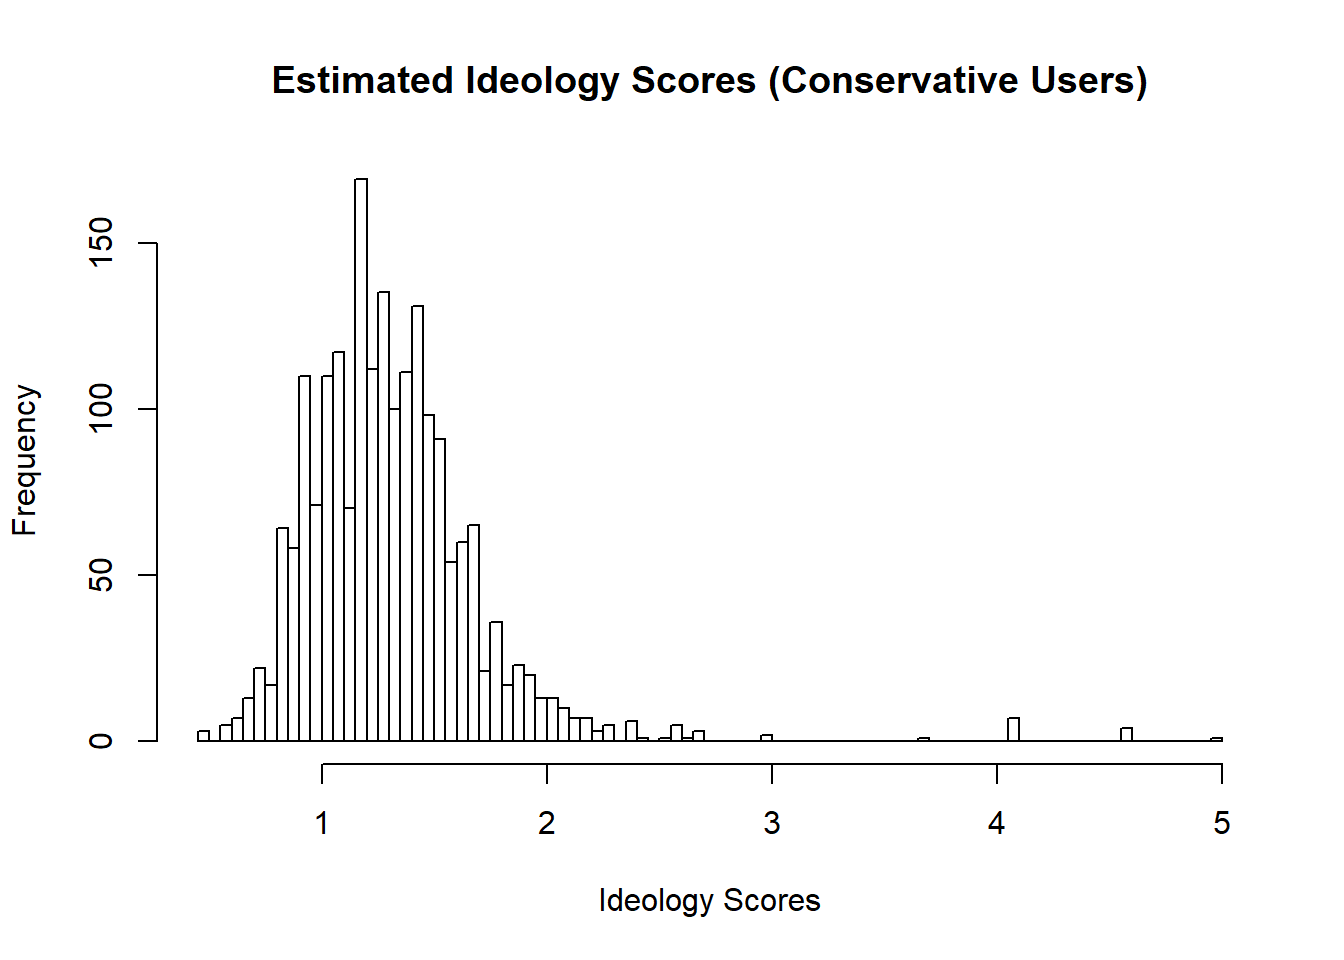 Estimated Ideology Scores (Conservative Users)
150
100
50
0
Frequency
1 2 3 4 5
Ideology Scores